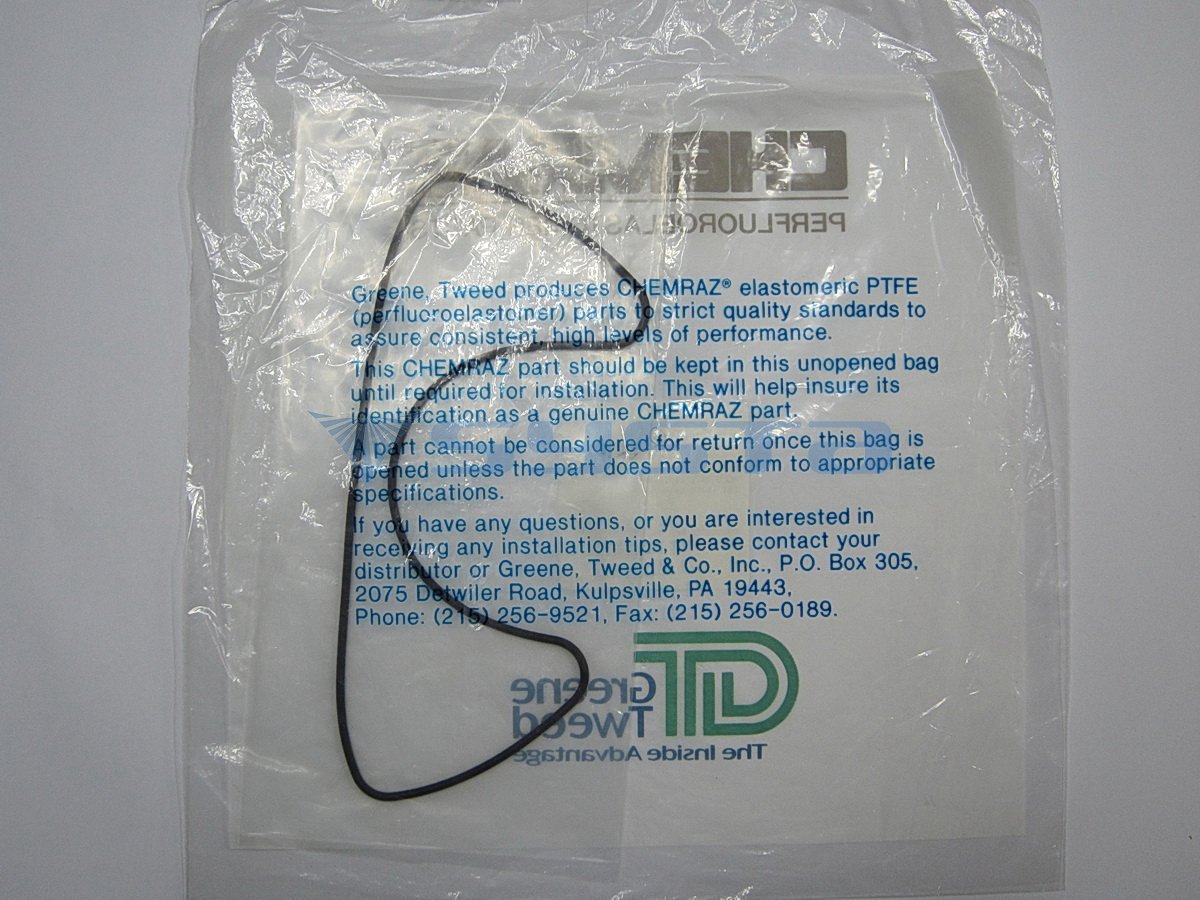 CHEM
PERFLUOROELAS
Greene, Tweed produces CHEMRAZ® elastomeric PTFE
(perfluoroelastomer) parts to strict quality standards to
assure consistent, high levels of performance.
This CHEMRAZ part should be kept in this unopened bag
until required for installation. This will help insure its
identification as a genuine CHEMRAZ part.
A part cannot be considered for return once this bag is
opened unless the part does not conform to appropriate
specifications.
If you have any questions, or you are interested in
receiving any installation tips, please contact your
distributor or Greene, Tweed & Co., Inc., P.O. Box 305,
2075 Detwiler Road, Kulpsville, PA 19443,
Phone: (215) 256-9521, Fax: (215) 256-0189.
Greene
Tweed
The Inside Advantage